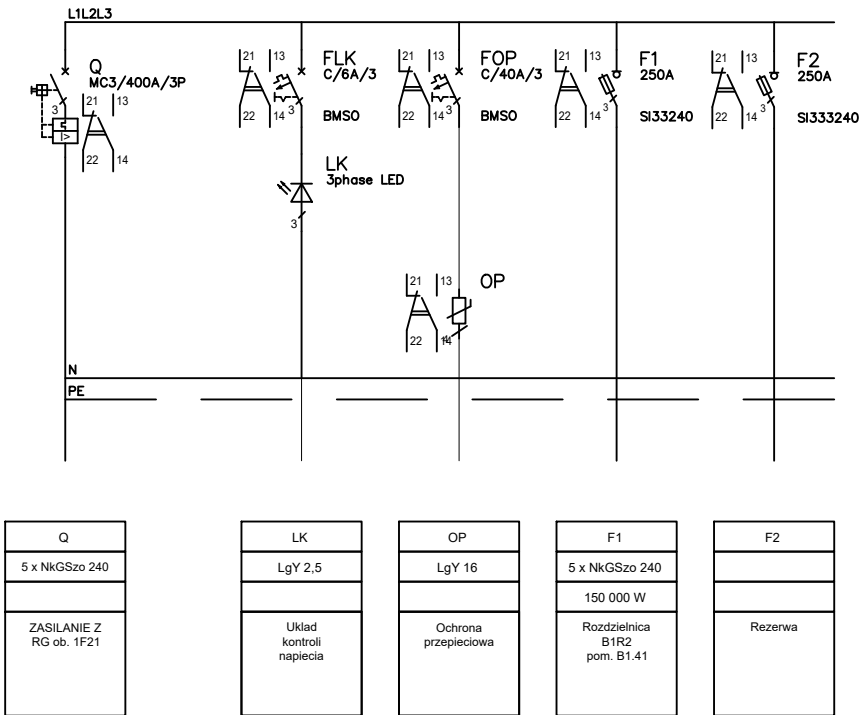 L1L2L3
Q
MC3/400A/3P
21 13
3
I>
22 14
21 13
FLK
C/6A/3
22 14 3
BMSO
LK
3phase LED
3
21 13
FOP
C/40A/3
22 14 3
BMSO
21 13
OP
22 14
21 13
F1
250A
22 14 3
SI33240
21 13
F2
250A
22 14 3
SI333240
N
PE
Q
5 x NkGSzo 240
ZASILANIE Z
RG ob. 1F21
LK
LgY 2,5
Uklad
kontroli
napiecia
OP
LgY 16
Ochrona
przepieciowa
F1
5 x NkGSzo 240
150 000 W
Rozdzielnica
B1R2
pom. B1.41
F2
Rezerwa